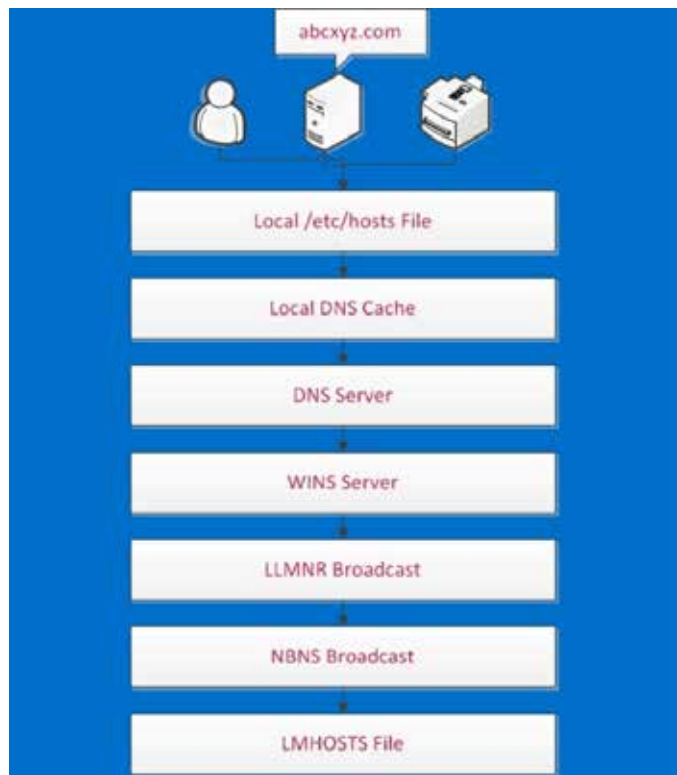 abcxyz.com
Local /etc/hosts File
Local DNS Cache
DNS Server
WINS Server
LLMNR Broadcast
NBNS Broadcast
LMHOSTS File